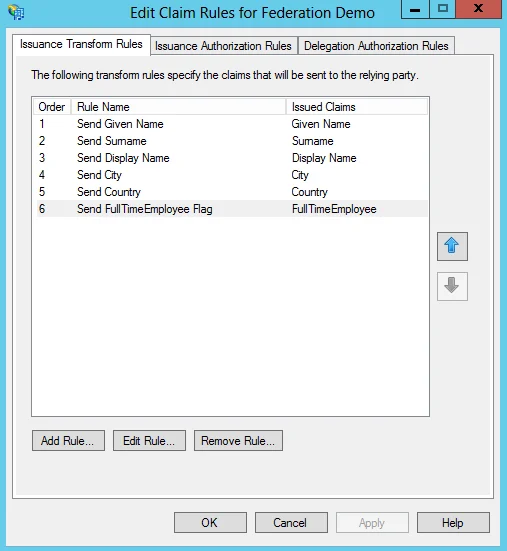 Edit Claim Rules for Federation Demo
Issuance Transform Rules Issuance Authorization Rules Delegation Authorization Rules
The following transform rules specify the claims that will be sent to the relying party.
Order Rule Name Issued Claims
1 Send Given Name Given Name
2 Send Surname Surname
3 Send Display Name Display Name
4 Send City City
5 Send Country Country
6 Send FullTimeEmployee Flag FullTimeEmployee
Add Rule... Edit Rule... Remove Rule...
OK Cancel Apply Help